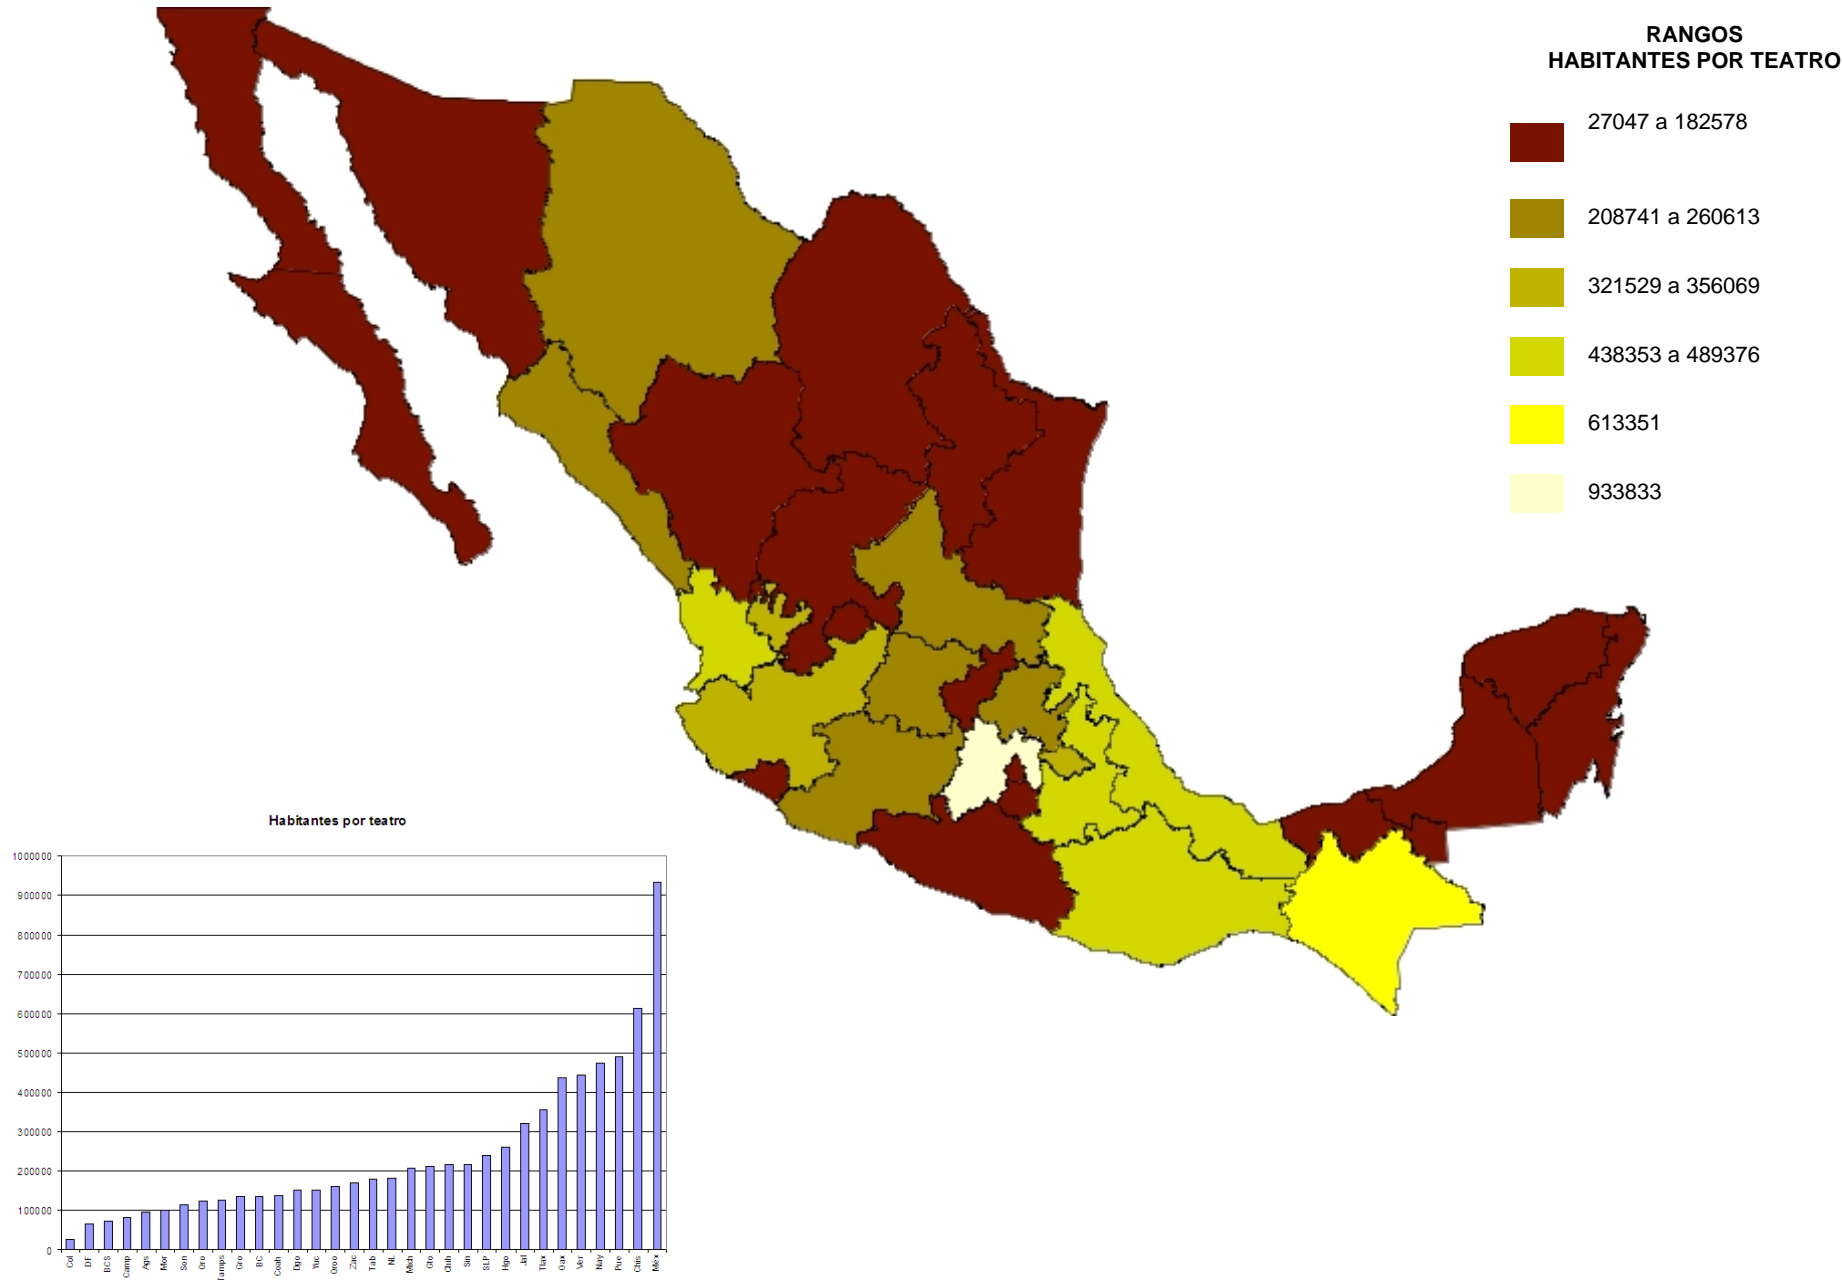 RANGOS
HABITANTES POR TEATRO
27047 a 182578
208741 a 260613
321529 a 356069
438353 a 489376
613351
933833
Habitantes por teatro
1000000
900000
800000
700000
600000
500000
400000
300000
200000
100000
0
Col
DF
BCS
Camp
Ags
Mor
Son
Qro
Tamps
Gro
BC
Coah
Dgo
Yuc
Qroo
Zac
Tab
NL
Mich
Gto
Chih
Sin
SLP
Hgo
Jal
Tlax
Oax
Ver
Nay
Pue
Chis
Méx